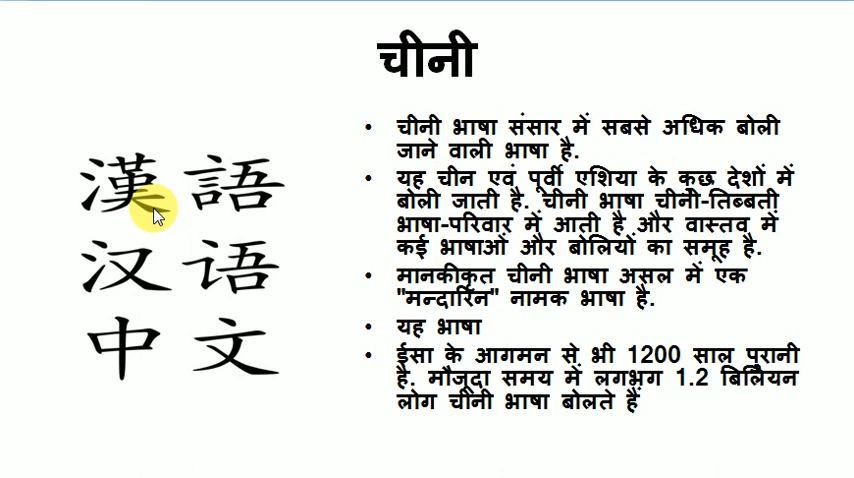 चीनी
漢語
汉语
中文
• चीनी भाषा संसार में सबसे अधिक बोली
जाने वाली भाषा है.
• यह चीन एवं पूर्वी एशिया के कुछ देशों में
बोली जाती है. चीनी भाषा चीनी-तिब्बती
भाषा-परिवार में आती है और वास्तव में
कई भाषाओं और बोलियों का समूह है.
• मानकीकृत चीनी भाषा असल में एक
"मन्दारिन" नामक भाषा है.
• यह भाषा
• ईसा के आगमन से भी 1200 साल पुरानी
है. मौजूदा समय में लगभग 1.2 बिलियन
लोग चीनी भाषा बोलते हैं